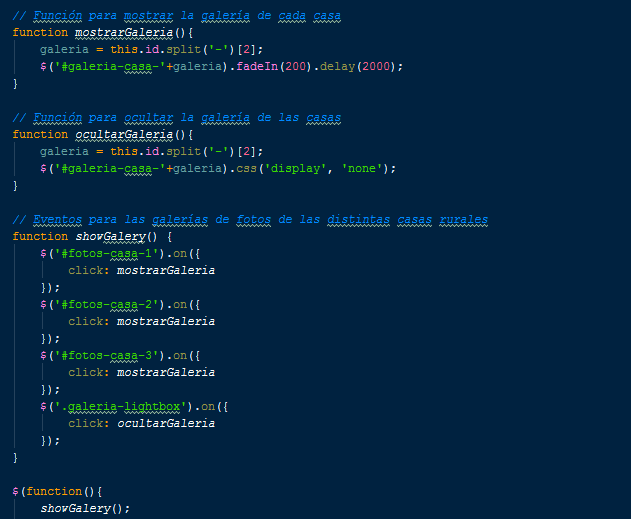 // Función para mostrar la galería de cada casa
function mostrarGaleria(){
galeria = this.id.split('-')[2];
$('#galeria-casa-'+galeria).fadeIn(200).delay(2000);
}
// Función para ocultar la galería de las casas
function ocultarGaleria(){
galeria = this.id.split('-')[2];
$('#galeria-casa-'+galeria).css('display', 'none');
}
// Eventos para las galerías de fotos de las distintas casas rurales
function showGalery() {
$('#fotos-casa-1').on({
click: mostrarGaleria
});
$('#fotos-casa-2').on({
click: mostrarGaleria
});
$('#fotos-casa-3').on({
click: mostrarGaleria
});
$('.galeria-lightbox').on({
click: ocultarGaleria
});
}
$(function(){
showGalery();